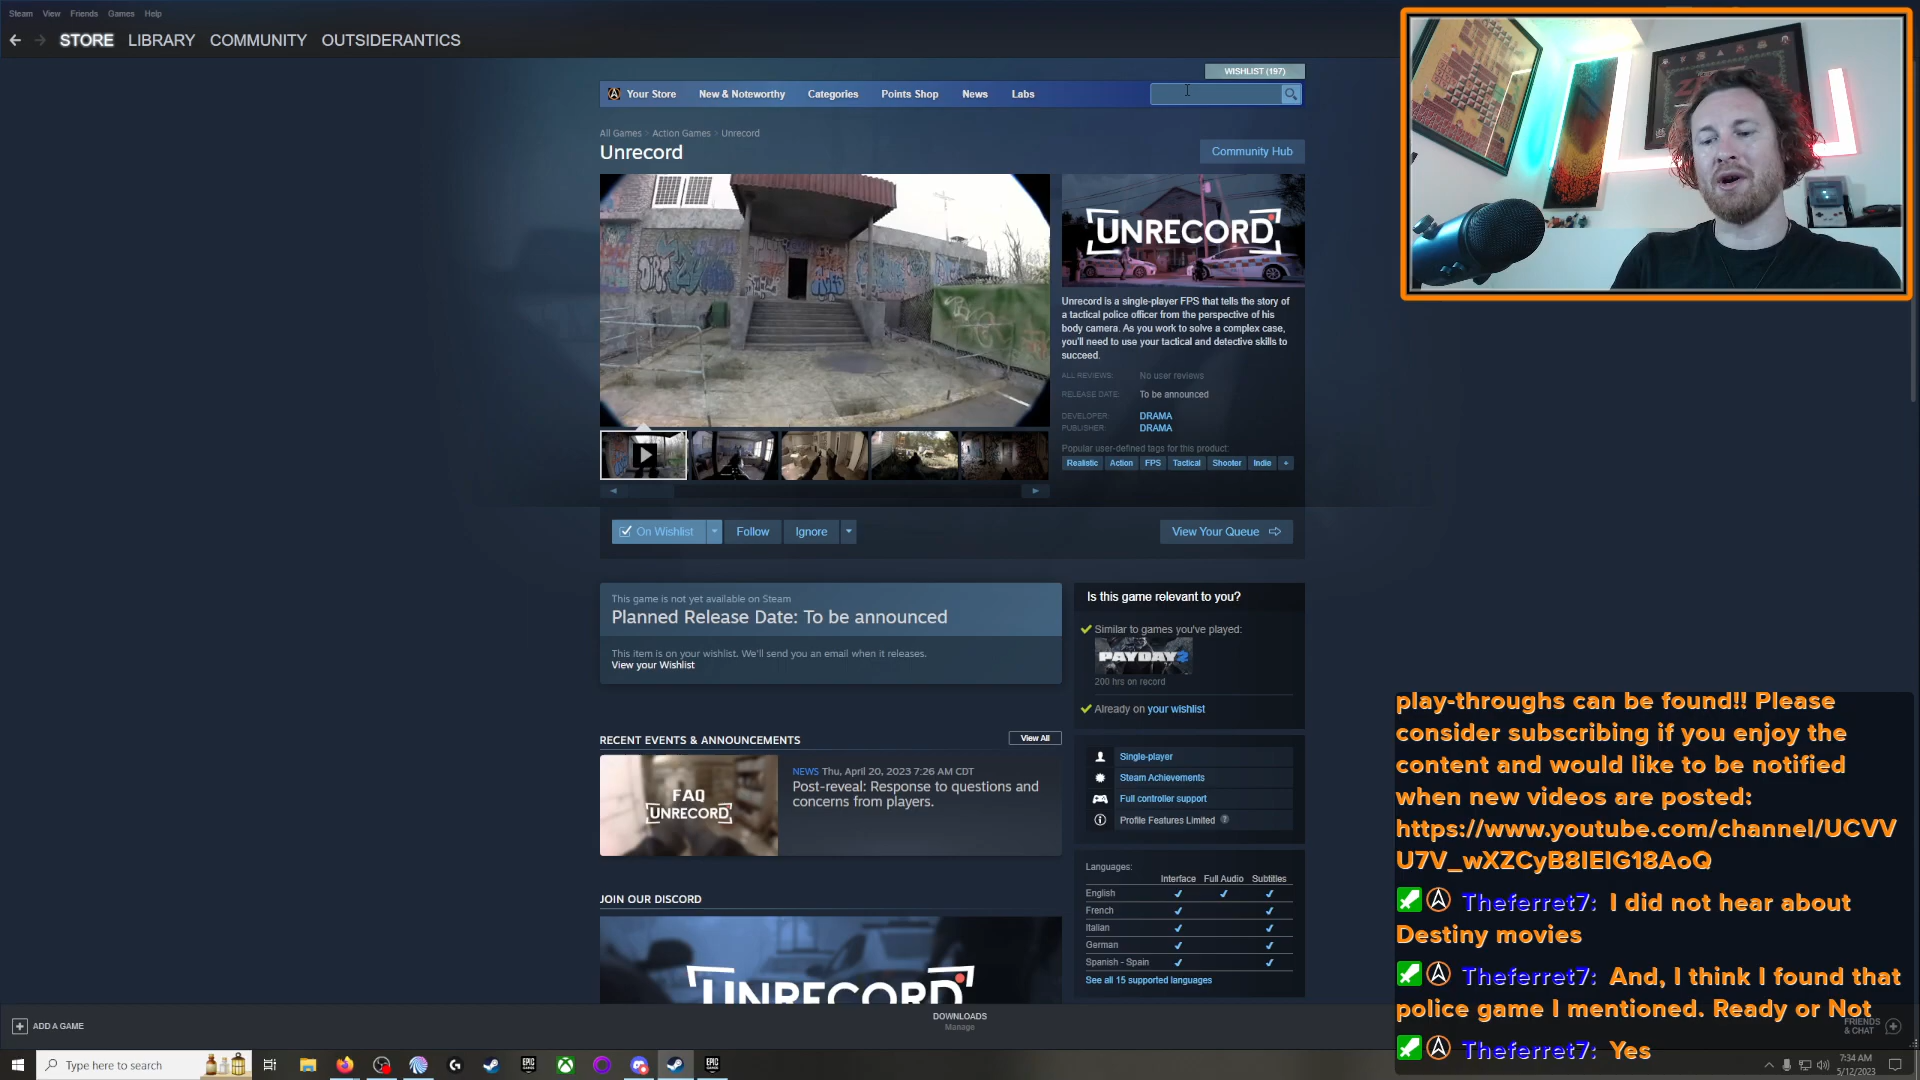 Steam View Friends Games Help
STORE LIBRARY COMMUNITY OUTSIDERANTICS
WISHLIST (197)
Your Store New & Noteworthy Categories Points Shop News Labs
All Games > Action Games > Unrecord
Unrecord
Community Hub
UNRECORD
Unrecord is a single-player FPS that tells the story of
a tactical police officer from the perspective of his
body camera. As you work to solve a complex case,
you'll need to use your tactical and detective skills to
succeed.
ALL REVIEWS: No user reviews
RELEASE DATE: To be announced
DEVELOPER: DRAMA
PUBLISHER: DRAMA
Popular user-defined tags for this product:
Realistic Action FPS Tactical Shooter Indie +
On Wishlist Follow Ignore View Your Queue
This game is not yet available on Steam
Planned Release Date: To be announced
This item is on your wishlist. We'll send you an email when it releases.
View your Wishlist
Is this game relevant to you?
Similar to games you've played:
PAYDAY 2
200 hrs on record
Already on your wishlist
RECENT EVENTS & ANNOUNCEMENTS View All
FAQ
UNRECORD
NEWS Thu, April 20, 2023 7:26 AM CDT
Post-reveal: Response to questions and
concerns from players.
Single-player
Steam Achievements
Full controller support
Profile Features Limited ?
Languages:
Interface Full Audio Subtitles
English
French
Italian
German
Spanish - Spain
See all 15 supported languages
JOIN OUR DISCORD
UNRECORD
play-throughs can be found!! Please
consider subscribing if you enjoy the
content and would like to be notified
when new videos are posted:
https://www.youtube.com/channel/UCVV
U7V_wXZCyB8IEIG18AoQ
Theferret7: I did not hear about
Destiny movies
Theferret7: And, I think I found that
police game I mentioned. Ready or Not
Theferret7: Yes
ADD A GAME
DOWNLOADS
Manage
FRIENDS
& CHAT
Type here to search
7:34 AM
5/12/2023